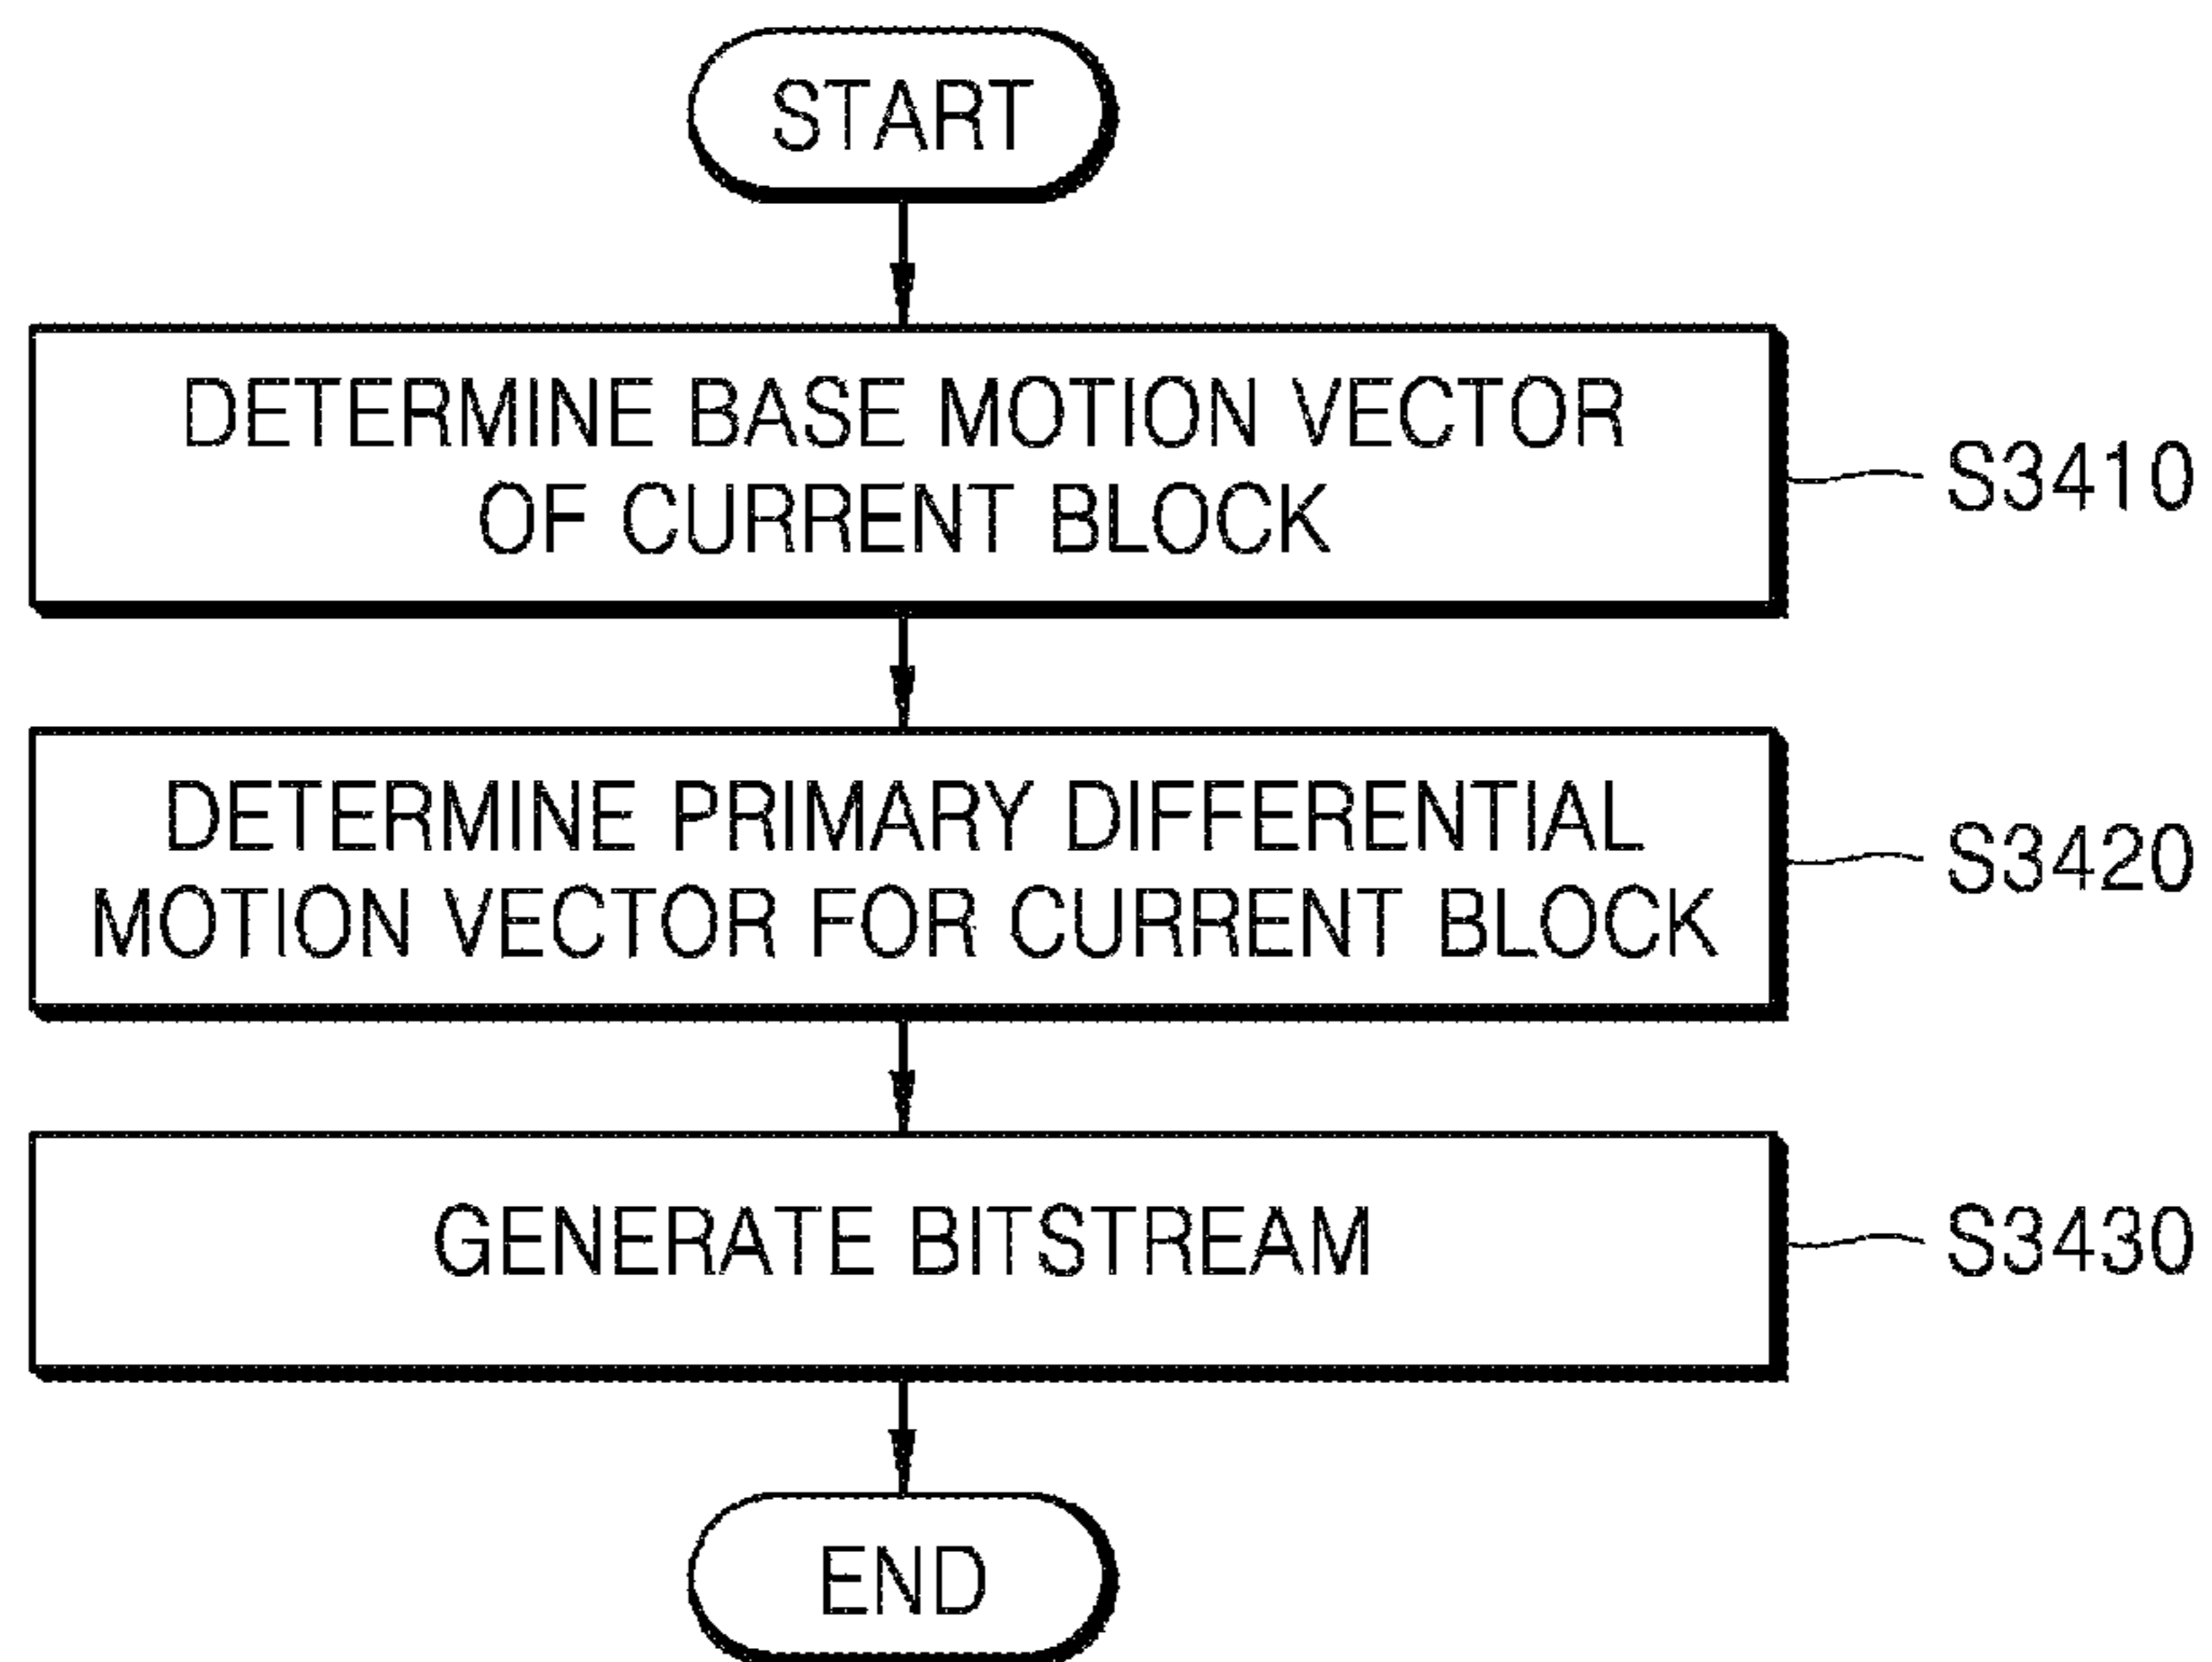 START
DETERMINE BASE MOTION VECTOR
OF CURRENT BLOCK
S3410
DETERMINE PRIMARY DIFFERENTIAL
MOTION VECTOR FOR CURRENT BLOCK
S3420
GENERATE BITSTREAM
S3430
END